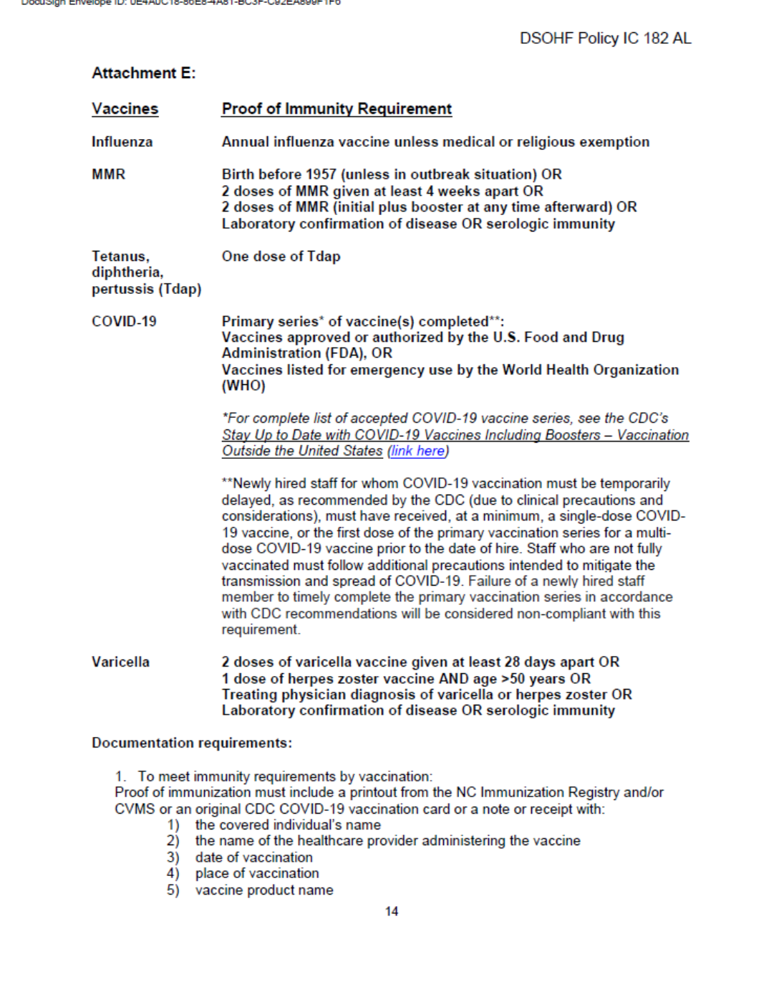 DocuSign Envelope ID: 0E4A0C18-86E8-4A81-BC3F-C92EA899F1F6
DSOHF Policy IC 182 AL
Attachment E:
Vaccines Proof of Immunity Requirement
Influenza Annual influenza vaccine unless medical or religious exemption
MMR Birth before 1957 (unless in outbreak situation) OR
2 doses of MMR given at least 4 weeks apart OR
2 doses of MMR (initial plus booster at any time afterward) OR
Laboratory confirmation of disease OR serologic immunity
Tetanus, One dose of Tdap
diphtheria,
pertussis (Tdap)
COVID-19 Primary series* of vaccine(s) completed**:
Vaccines approved or authorized by the U.S. Food and Drug
Administration (FDA), OR
Vaccines listed for emergency use by the World Health Organization
(WHO)
*For complete list of accepted COVID-19 vaccine series, see the CDC's
Stay Up to Date with COVID-19 Vaccines Including Boosters – Vaccination
Outside the United States (link here)
**Newly hired staff for whom COVID-19 vaccination must be temporarily
delayed, as recommended by the CDC (due to clinical precautions and
considerations), must have received, at a minimum, a single-dose COVID-
19 vaccine, or the first dose of the primary vaccination series for a multi-
dose COVID-19 vaccine prior to the date of hire. Staff who are not fully
vaccinated must follow additional precautions intended to mitigate the
transmission and spread of COVID-19. Failure of a newly hired staff
member to timely complete the primary vaccination series in accordance
with CDC recommendations will be considered non-compliant with this
requirement.
Varicella 2 doses of varicella vaccine given at least 28 days apart OR
1 dose of herpes zoster vaccine AND age >50 years OR
Treating physician diagnosis of varicella or herpes zoster OR
Laboratory confirmation of disease OR serologic immunity
Documentation requirements:
1. To meet immunity requirements by vaccination:
Proof of immunization must include a printout from the NC Immunization Registry and/or
CVMS or an original CDC COVID-19 vaccination card or a note or receipt with:
1) the covered individual's name
2) the name of the healthcare provider administering the vaccine
3) date of vaccination
4) place of vaccination
5) vaccine product name
14